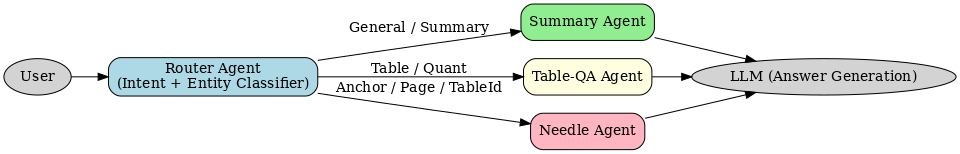 User
Router Agent
(Intent + Entity Classifier)
General / Summary
Table / Quant
Anchor / Page / TableId
Summary Agent
Table-QA Agent
Needle Agent
LLM (Answer Generation)